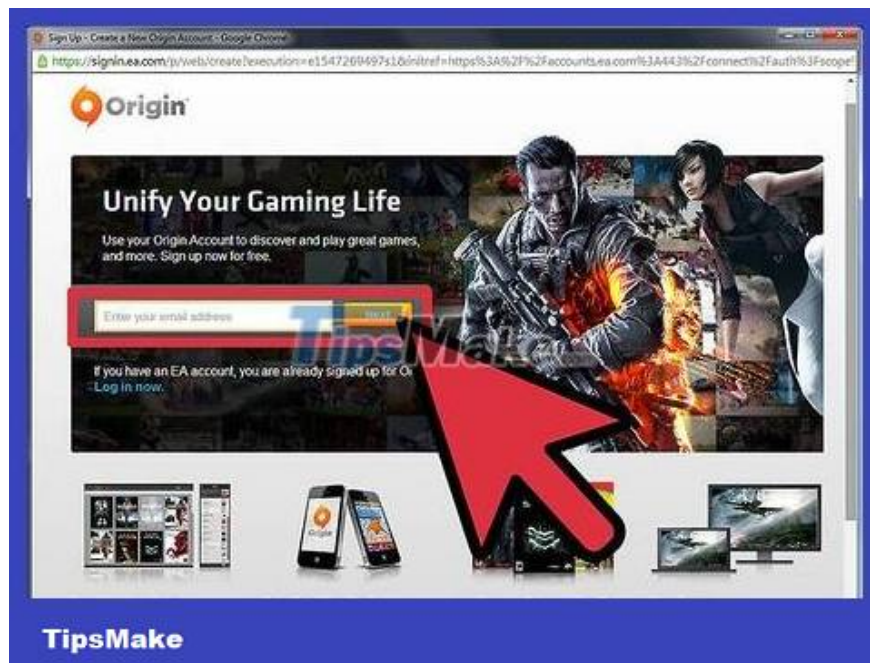 Sign Up - Create a New Origin Account - Google Chrome
https://signin.ea.com/p/web/create?execution=e1547269497s1&initref=https%3A%2F%2Faccounts.ea.com%3A443%2Fconnect%2Fauth%3Fscope
Origin
Unify Your Gaming Life
Use your Origin Account to discover and play great games,
and more. Sign up now for free.
Enter your email address
NEXT
TipsMake
If you have an EA account, you are already signed up for Or
Log in now.
Origin
TipsMake